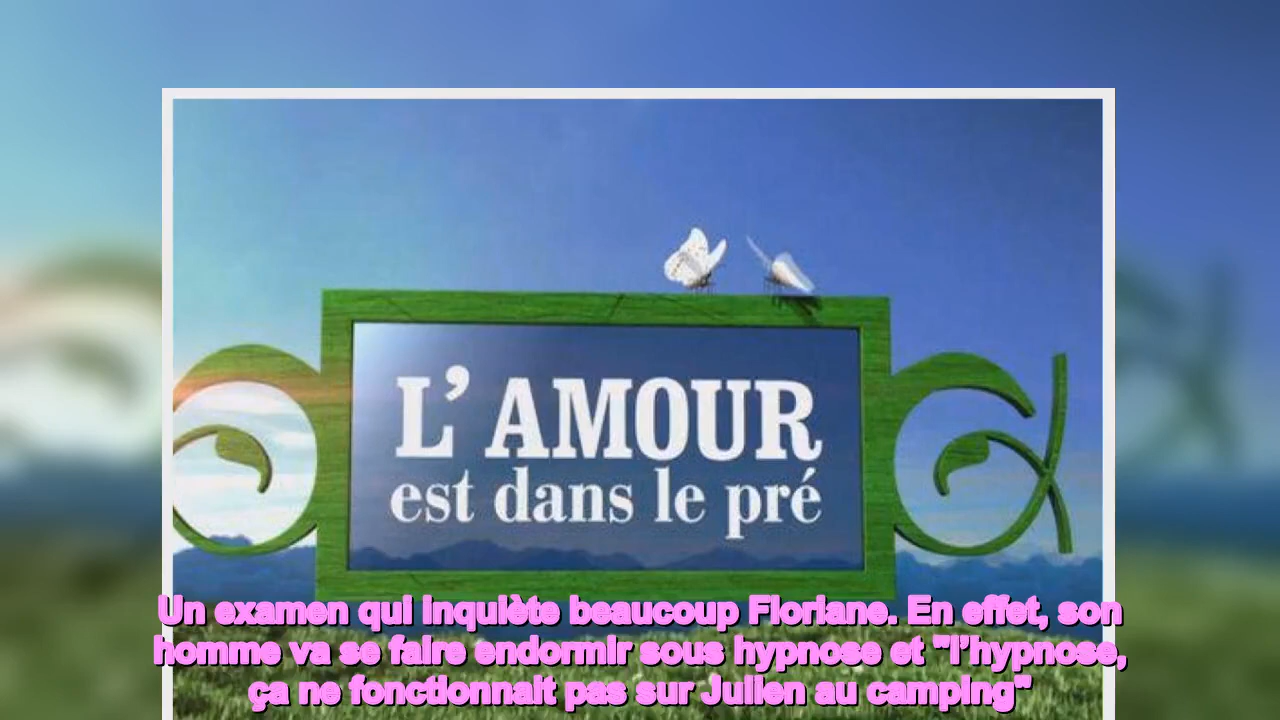 L’ AMOUR
est dans le pré
Un examen qui inquiète beaucoup Floriane. En effet, son
homme va se faire endormir sous hypnose et "l’hypnose,
ça ne fonctionnait pas sur Julien au camping"